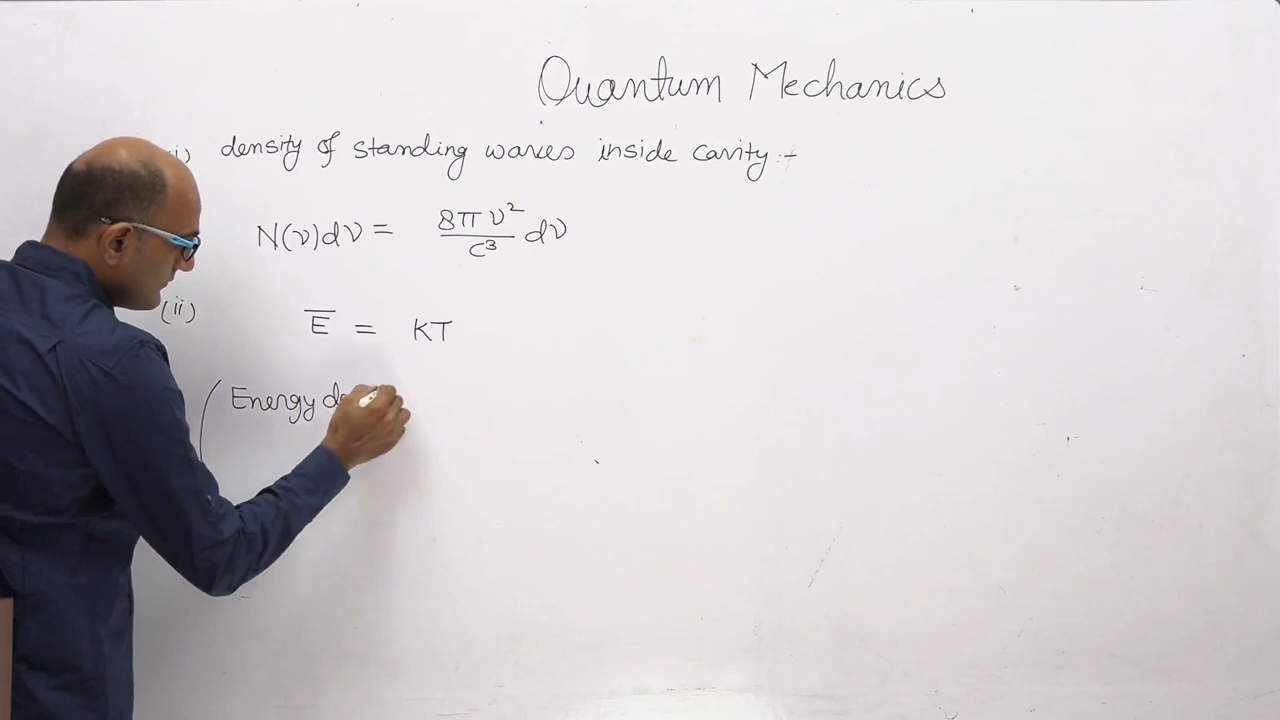 Quantum Mechanics
density of standing waves inside cavity :-
N(ν)dν = 8πν²/c³ dν
(ii) E̅ = KT
(Energy